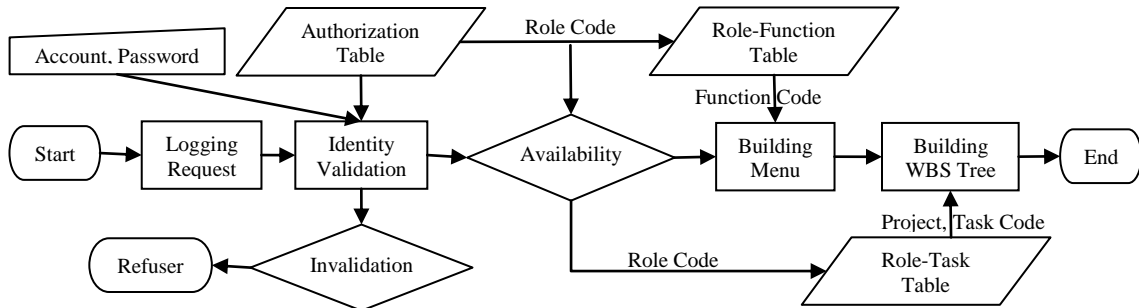 Authorization
Table
Role Code
Role-Function
Table
Account, Password
Function Code
Start
Logging
Request
Identity
Validation
Availability
Building
Menu
Building
WBS Tree
End
Project, Task Code
Refuser
Invalidation
Role Code
Role-Task
Table